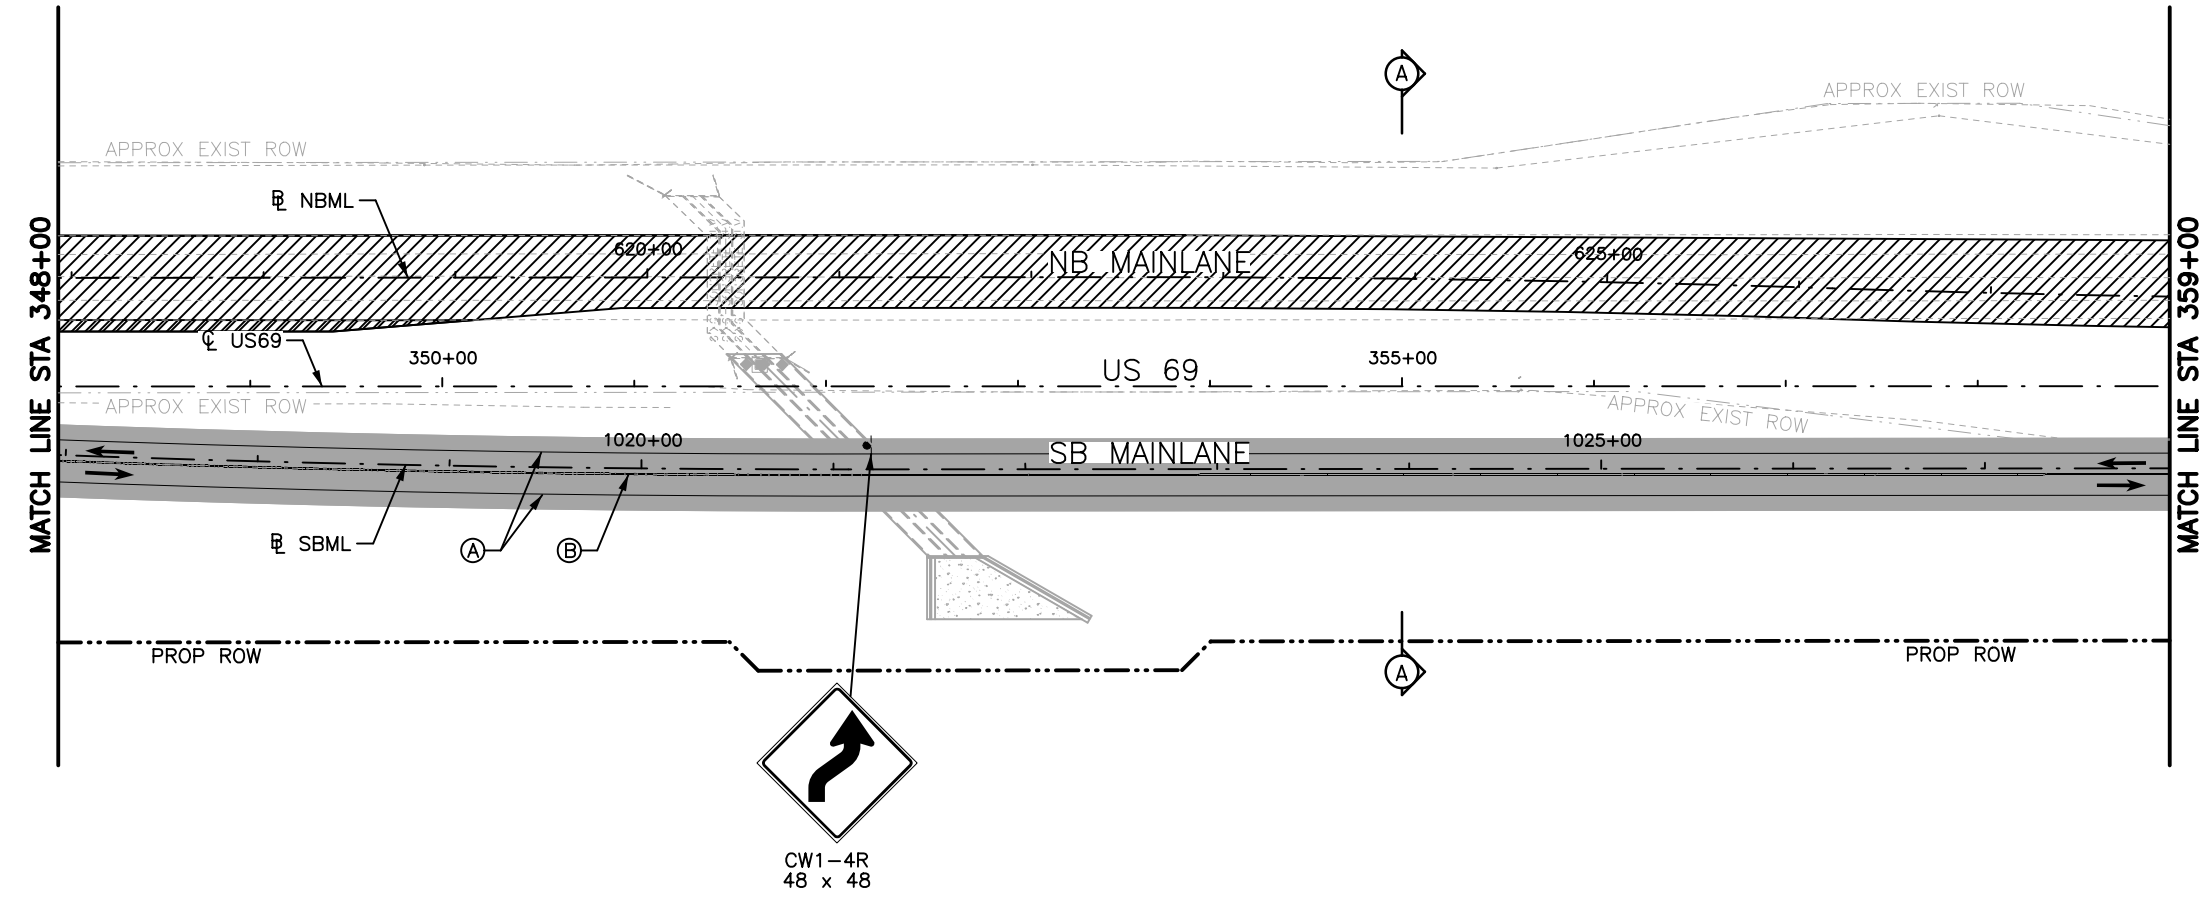 A
APPROX EXIST ROW
APPROX EXIST ROW
℄ NBML
620+00
NB MAINLANE
625+00
MATCH LINE STA 348+00
MATCH LINE STA 359+00
℄ US69
350+00
US 69
355+00
APPROX EXIST ROW
APPROX EXIST ROW
1020+00
SB MAINLANE
1025+00
℄ SBML
A
B
PROP ROW
PROP ROW
A
CW1-4R
48 x 48